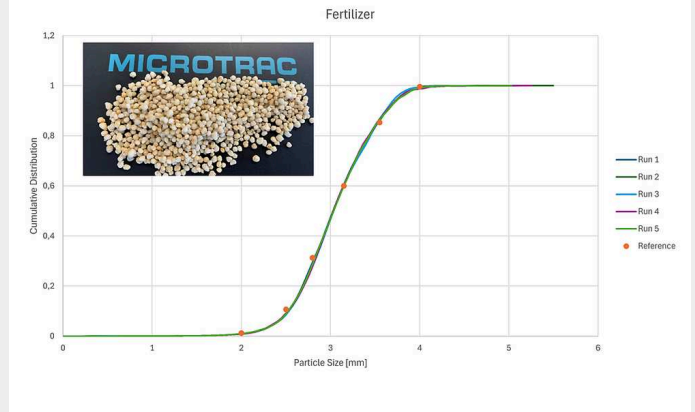 Fertilizer
1,2
1
0,8
0,6
0,4
0,2
0
Cumulative Distribution
MICROTRAC
0 1 2 3 4 5 6
Particle Size [mm]
Run 1
Run 2
Run 3
Run 4
Run 5
Reference